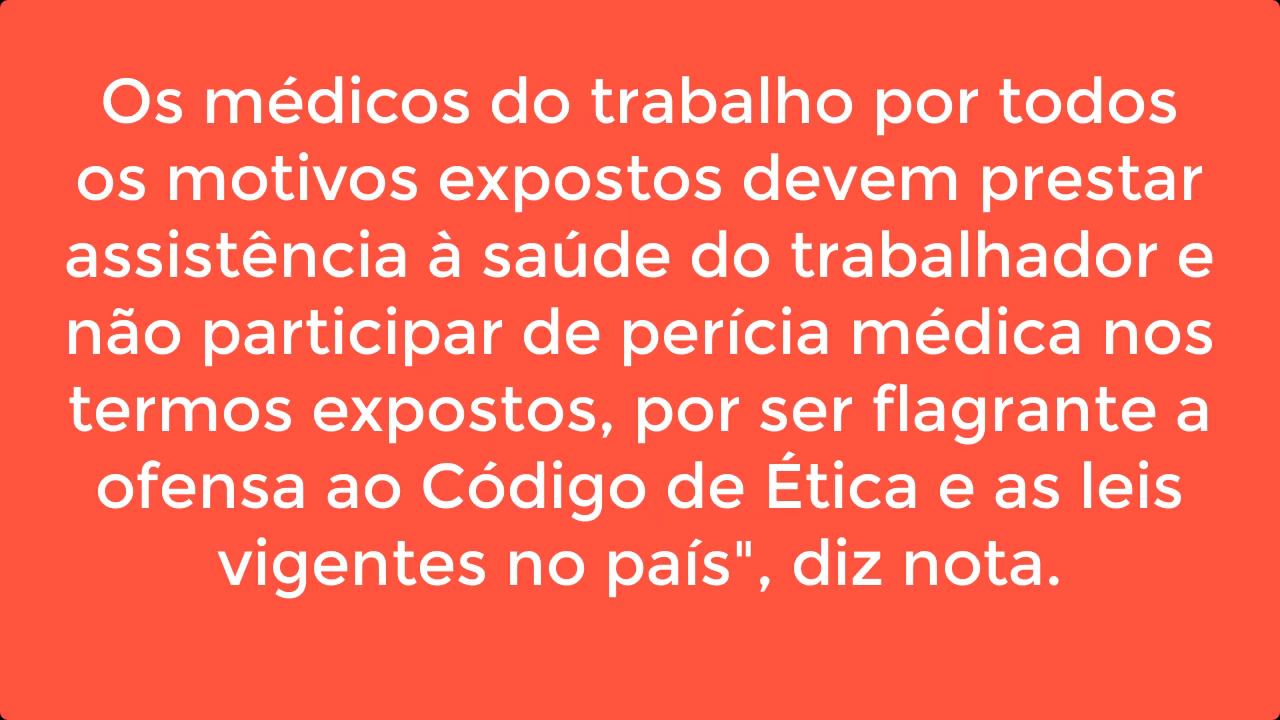 Os médicos do trabalho por todos
os motivos expostos devem prestar
assistência à saúde do trabalhador e
não participar de perícia médica nos
termos expostos, por ser flagrante a
ofensa ao Código de Ética e as leis
vigentes no país", diz nota.